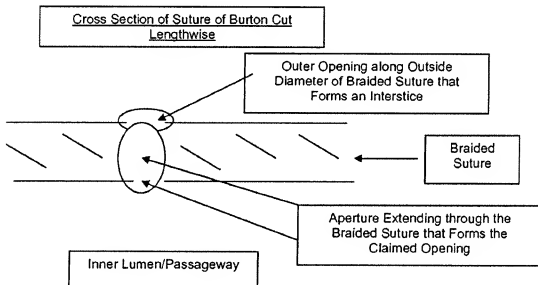 Cross Section of Suture of Burton Cut
Lengthwise
Outer Opening along Outside
Diameter of Braided Suture that
Forms an Interstice
Braided
Suture
Aperture Extending through the
Braided Suture that Forms the
Claimed Opening
Inner Lumen/Passageway